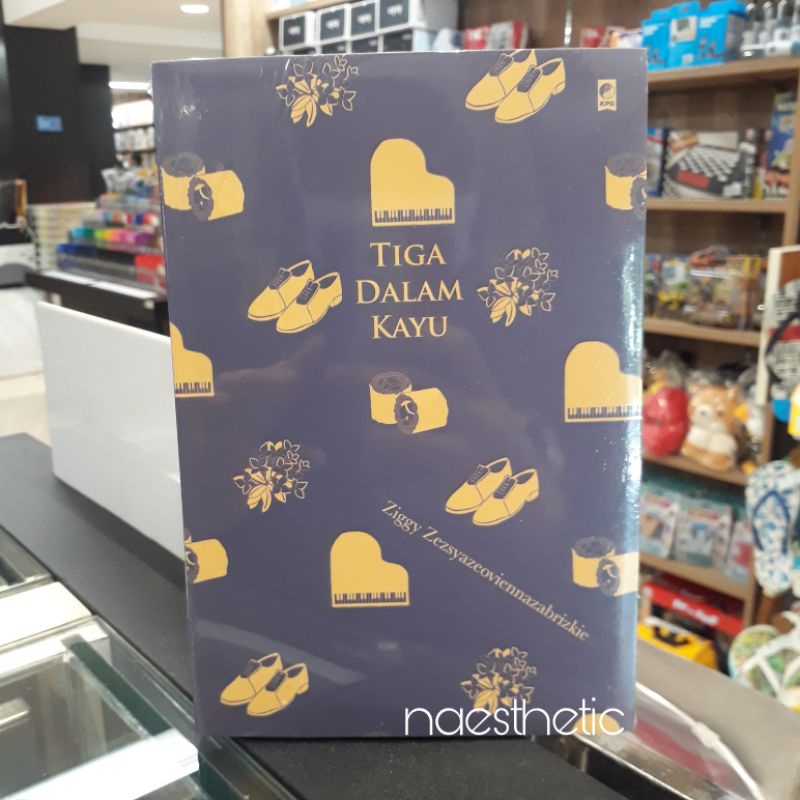 KPG
TIGA
DALAM
KAYU
Ziggy Zezsyazeoviennazabrizkie
naesthetic